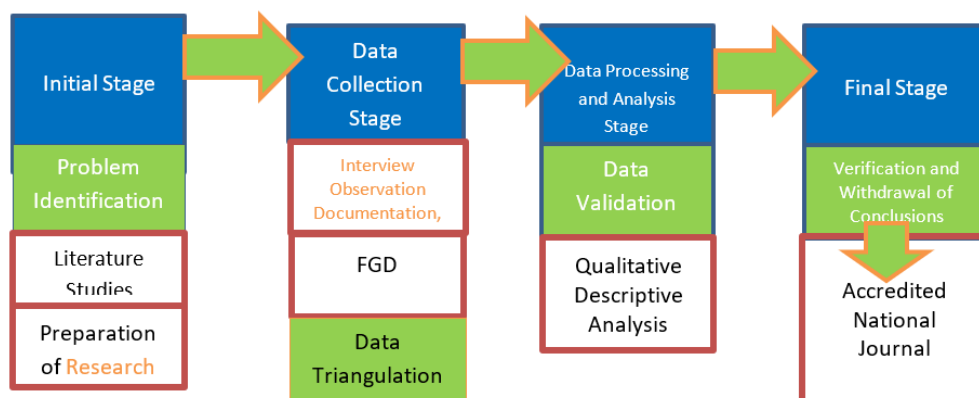 Initial Stage
Problem
Identification
Literature
Studies
Preparation
of Research
Data
Collection
Stage
Interview
Observation
Documentation,
FGD
Data
Triangulation
Data Processing
and Analysis
Stage
Data
Validation
Qualitative
Descriptive
Analysis
Final Stage
Verification and
Withdrawal of
Conclusions
Accredited
National
Journal